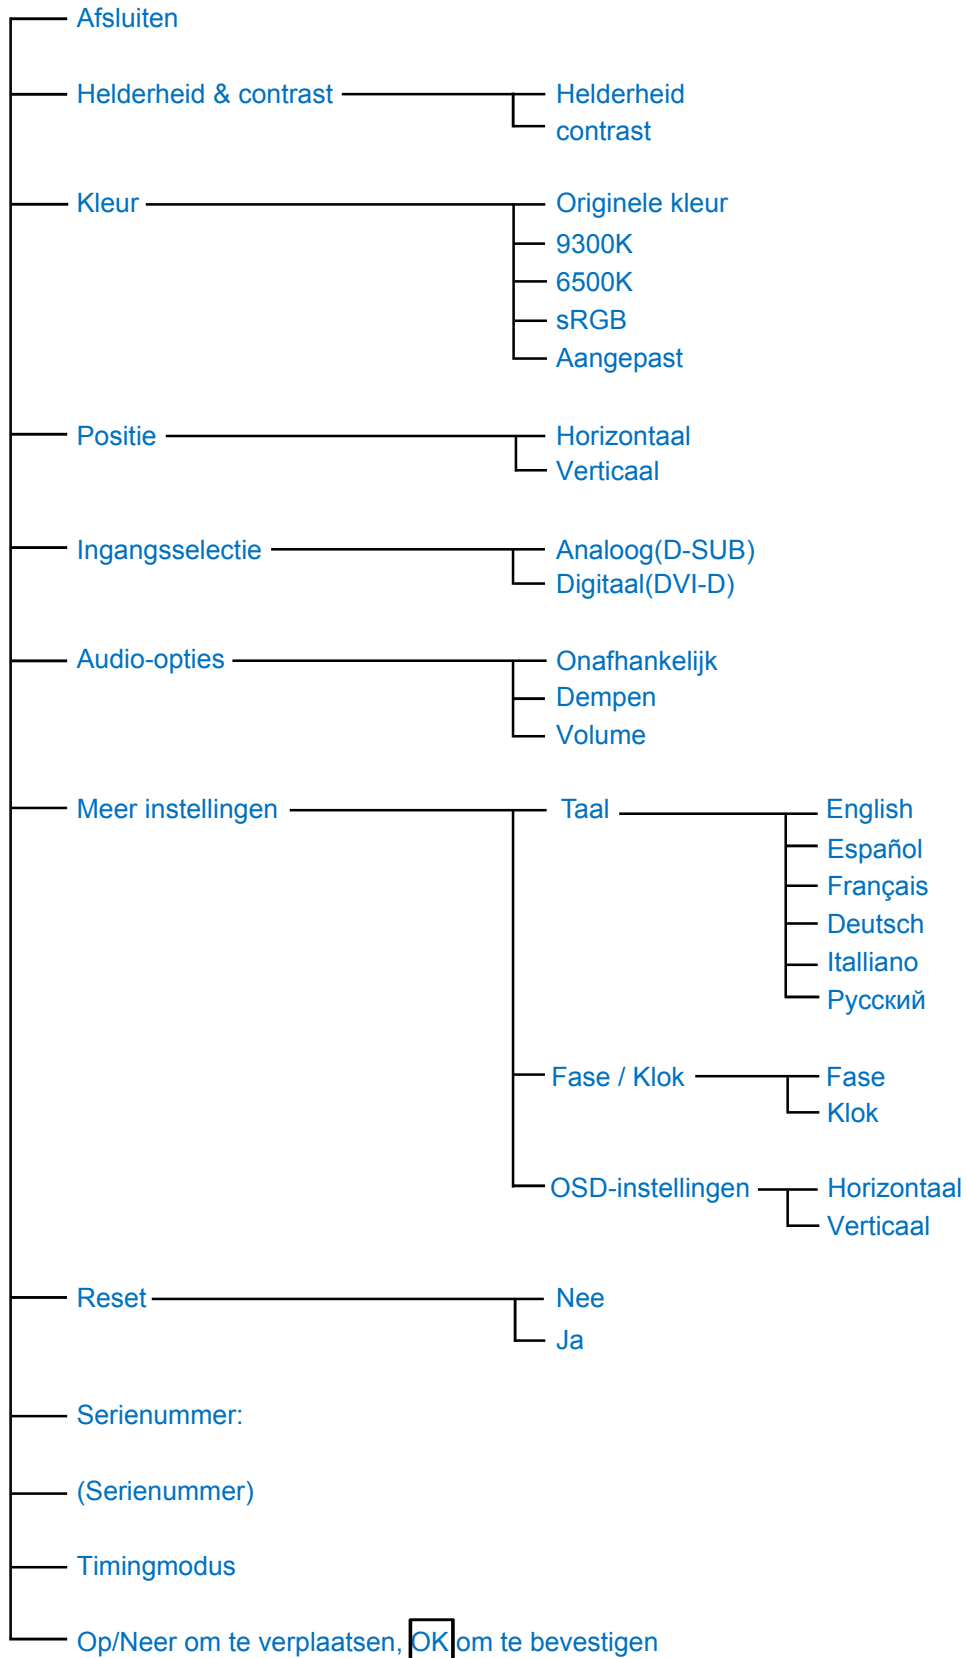 Afsluiten
Helderheid & contrast
Helderheid
contrast
Kleur
Originele kleur
9300K
6500K
sRGB
Aangepast
Positie
Horizontaal
Verticaal
Ingangsselectie
Analoog(D-SUB)
Digitaal(DVI-D)
Audio-opties
Onafhankelijk
Dempen
Volume
Meer instellingen
Taal
English
Español
Français
Deutsch
Italliano
Русский
Fase / Klok
Fase
Klok
OSD-instellingen
Horizontaal
Verticaal
Reset
Nee
Ja
Serienummer:
(Serienummer)
Timingmodus
Op/Neer om te verplaatsen, OK om te bevestigen